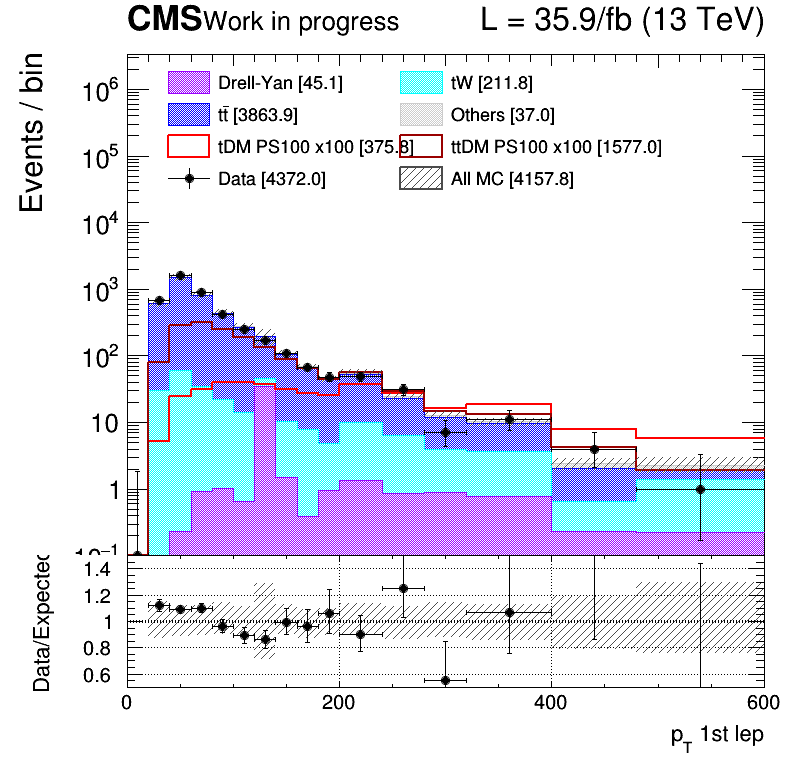 CMS Work in progress L = 35.9/fb (13 TeV)
Events / bin
Drell-Yan [45.1] tW [211.8]
tt̄ [3863.9] Others [37.0]
tDM PS100 x100 [375.8] ttDM PS100 x100 [1577.0]
Data [4372.0] All MC [4157.8]
10⁶
10⁵
10⁴
10³
10²
10
1
10⁻¹
Data/Expected
1.4
1.2
1
0.8
0.6
0 200 400 600
p_T 1st lep